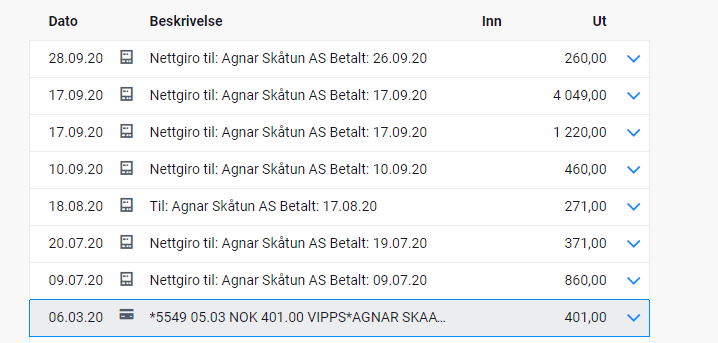 Dato Beskrivelse Inn Ut
28.09.20 Nettgiro til: Agnar Skåtun AS Betalt: 26.09.20 260,00
17.09.20 Nettgiro til: Agnar Skåtun AS Betalt: 17.09.20 4 049,00
17.09.20 Nettgiro til: Agnar Skåtun AS Betalt: 17.09.20 1 220,00
10.09.20 Nettgiro til: Agnar Skåtun AS Betalt: 10.09.20 460,00
18.08.20 Til: Agnar Skåtun AS Betalt: 17.08.20 271,00
20.07.20 Nettgiro til: Agnar Skåtun AS Betalt: 19.07.20 371,00
09.07.20 Nettgiro til: Agnar Skåtun AS Betalt: 09.07.20 860,00
06.03.20 *5549 05.03 NOK 401.00 VIPPS*AGNAR SKAA... 401,00